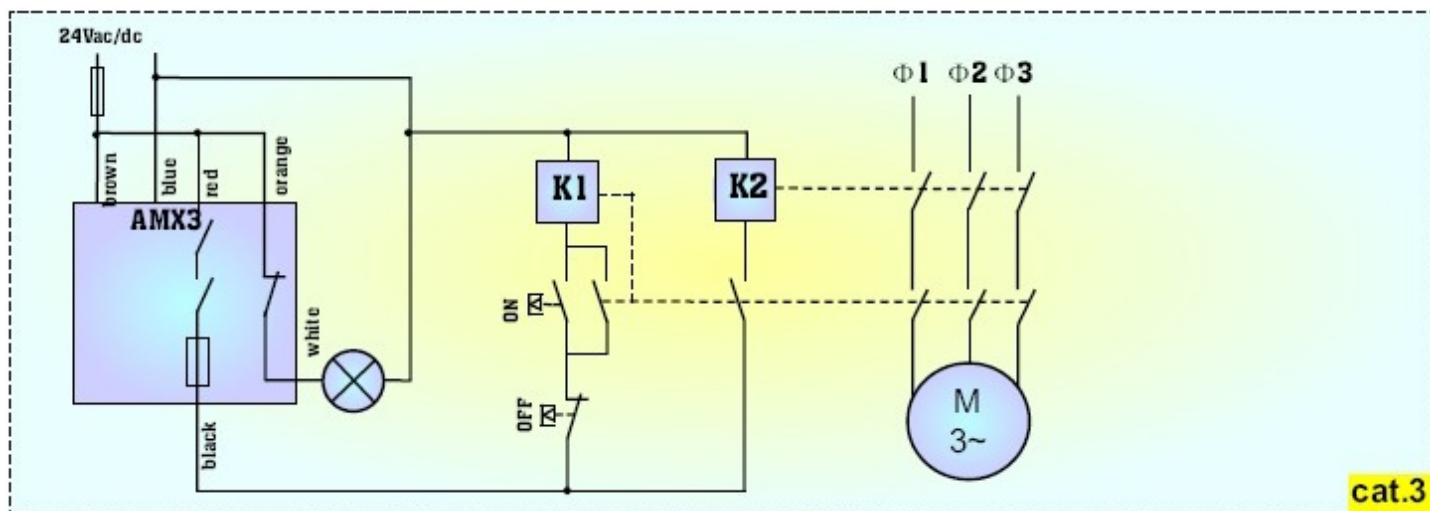 24Vac/dc
Φ1 Φ2 Φ3
brown
blue
red
orange
AMX3
K1
K2
ON
white
OFF
M
3~
black
cat.3